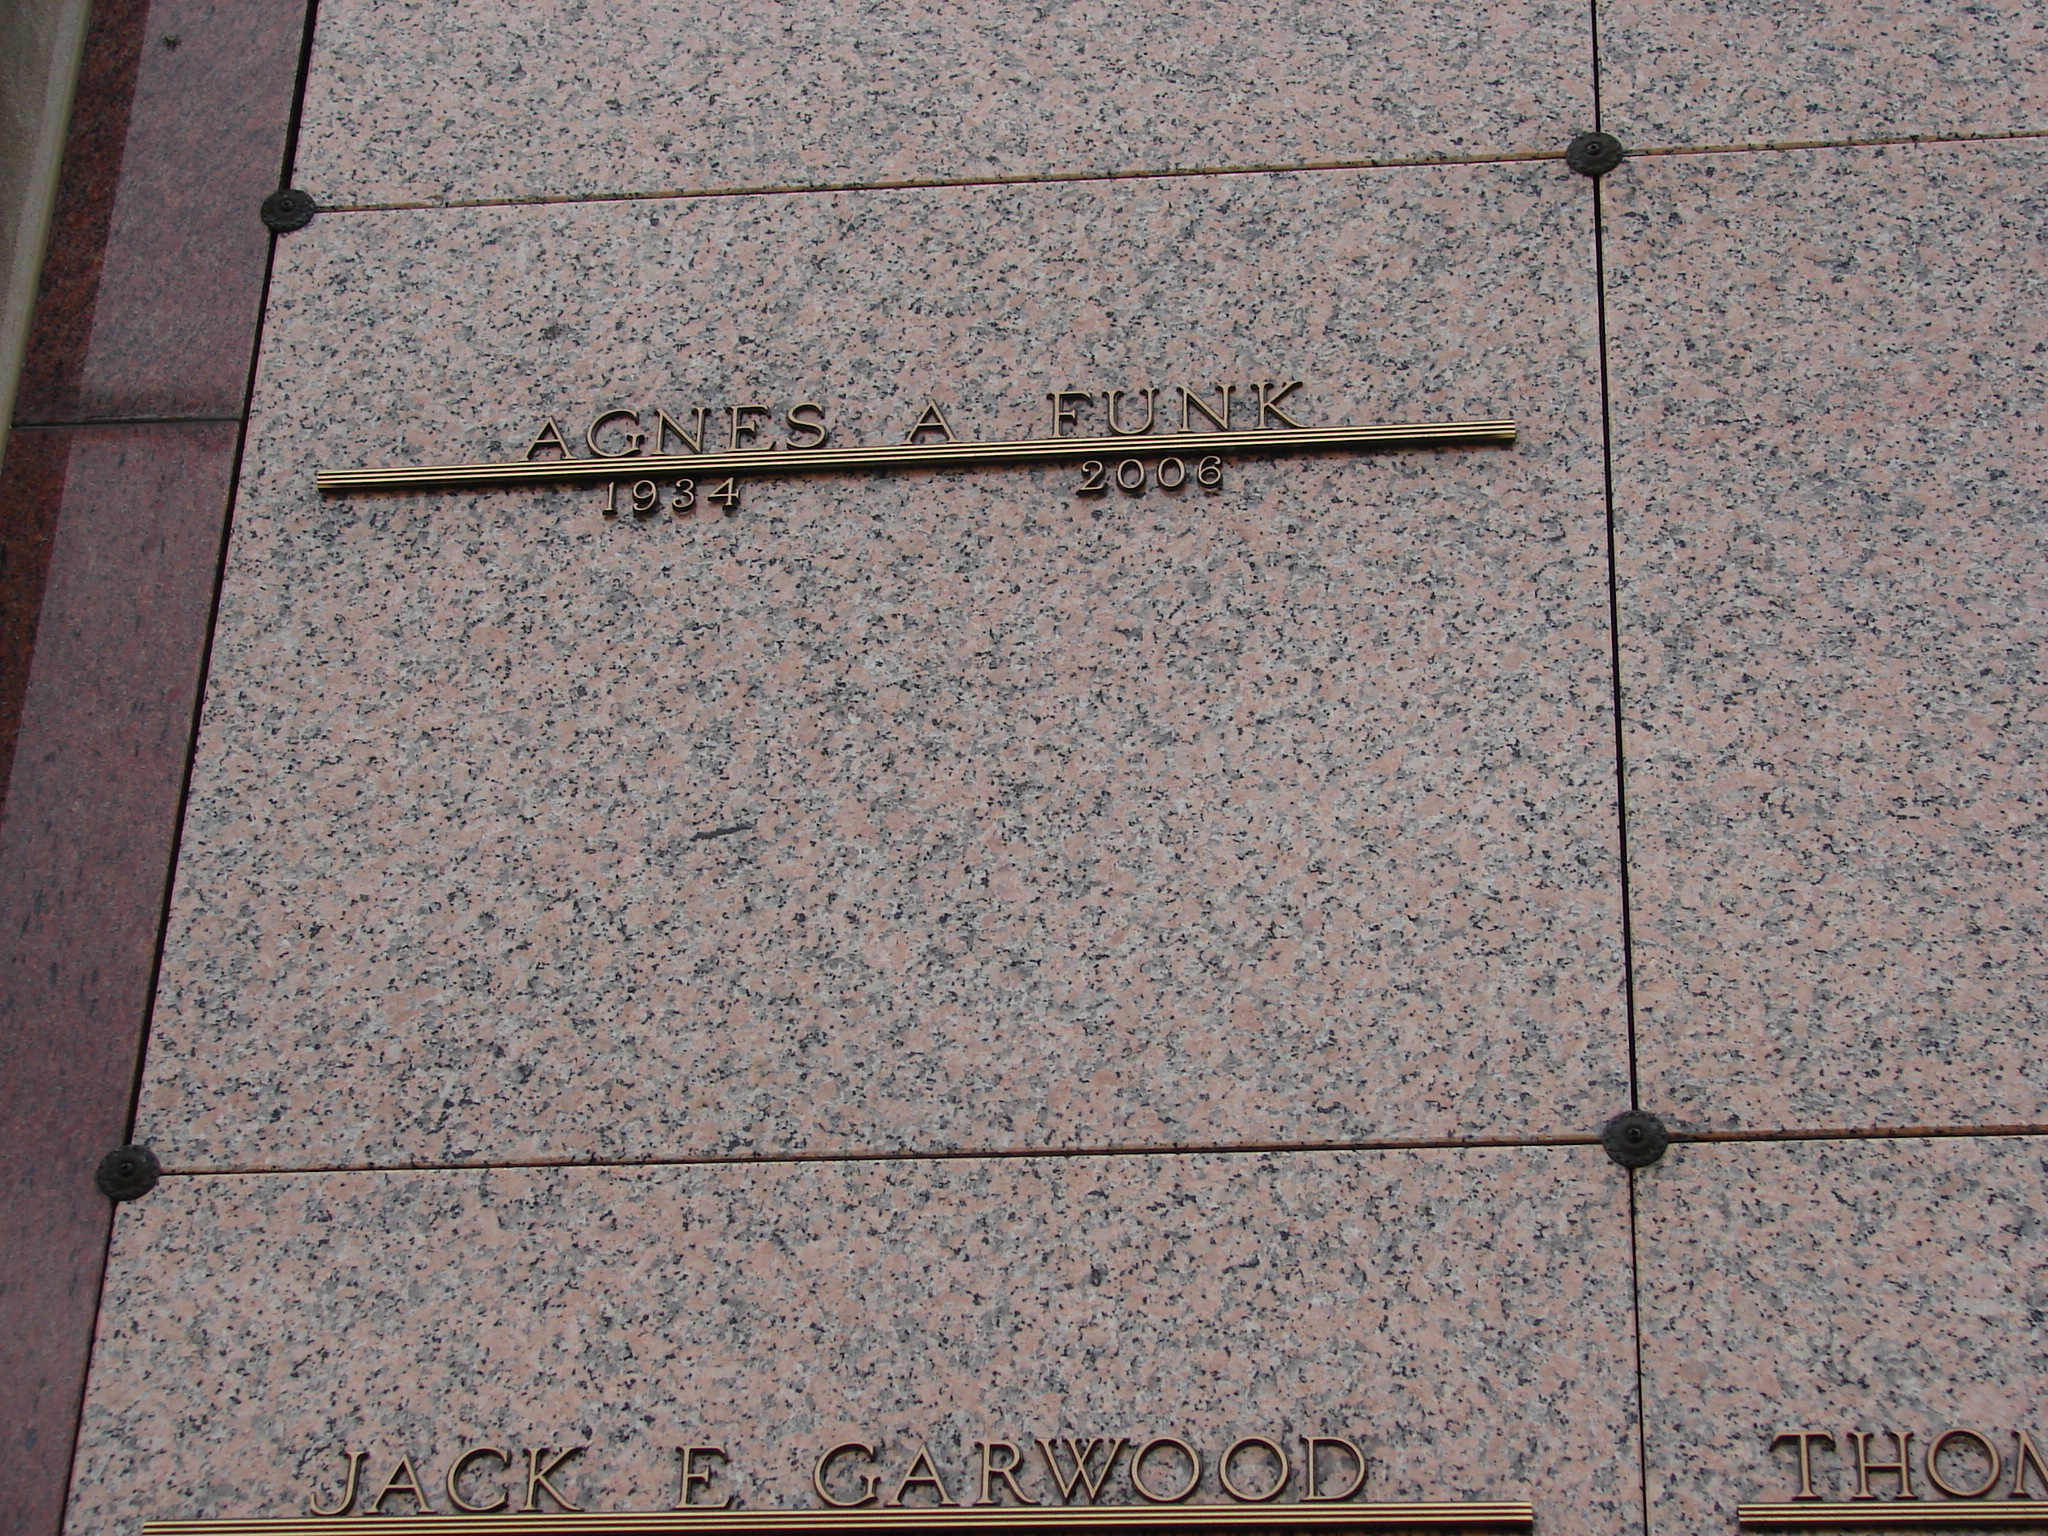 AGNES A FUNK
1934 2006
JACK E GARWOOD